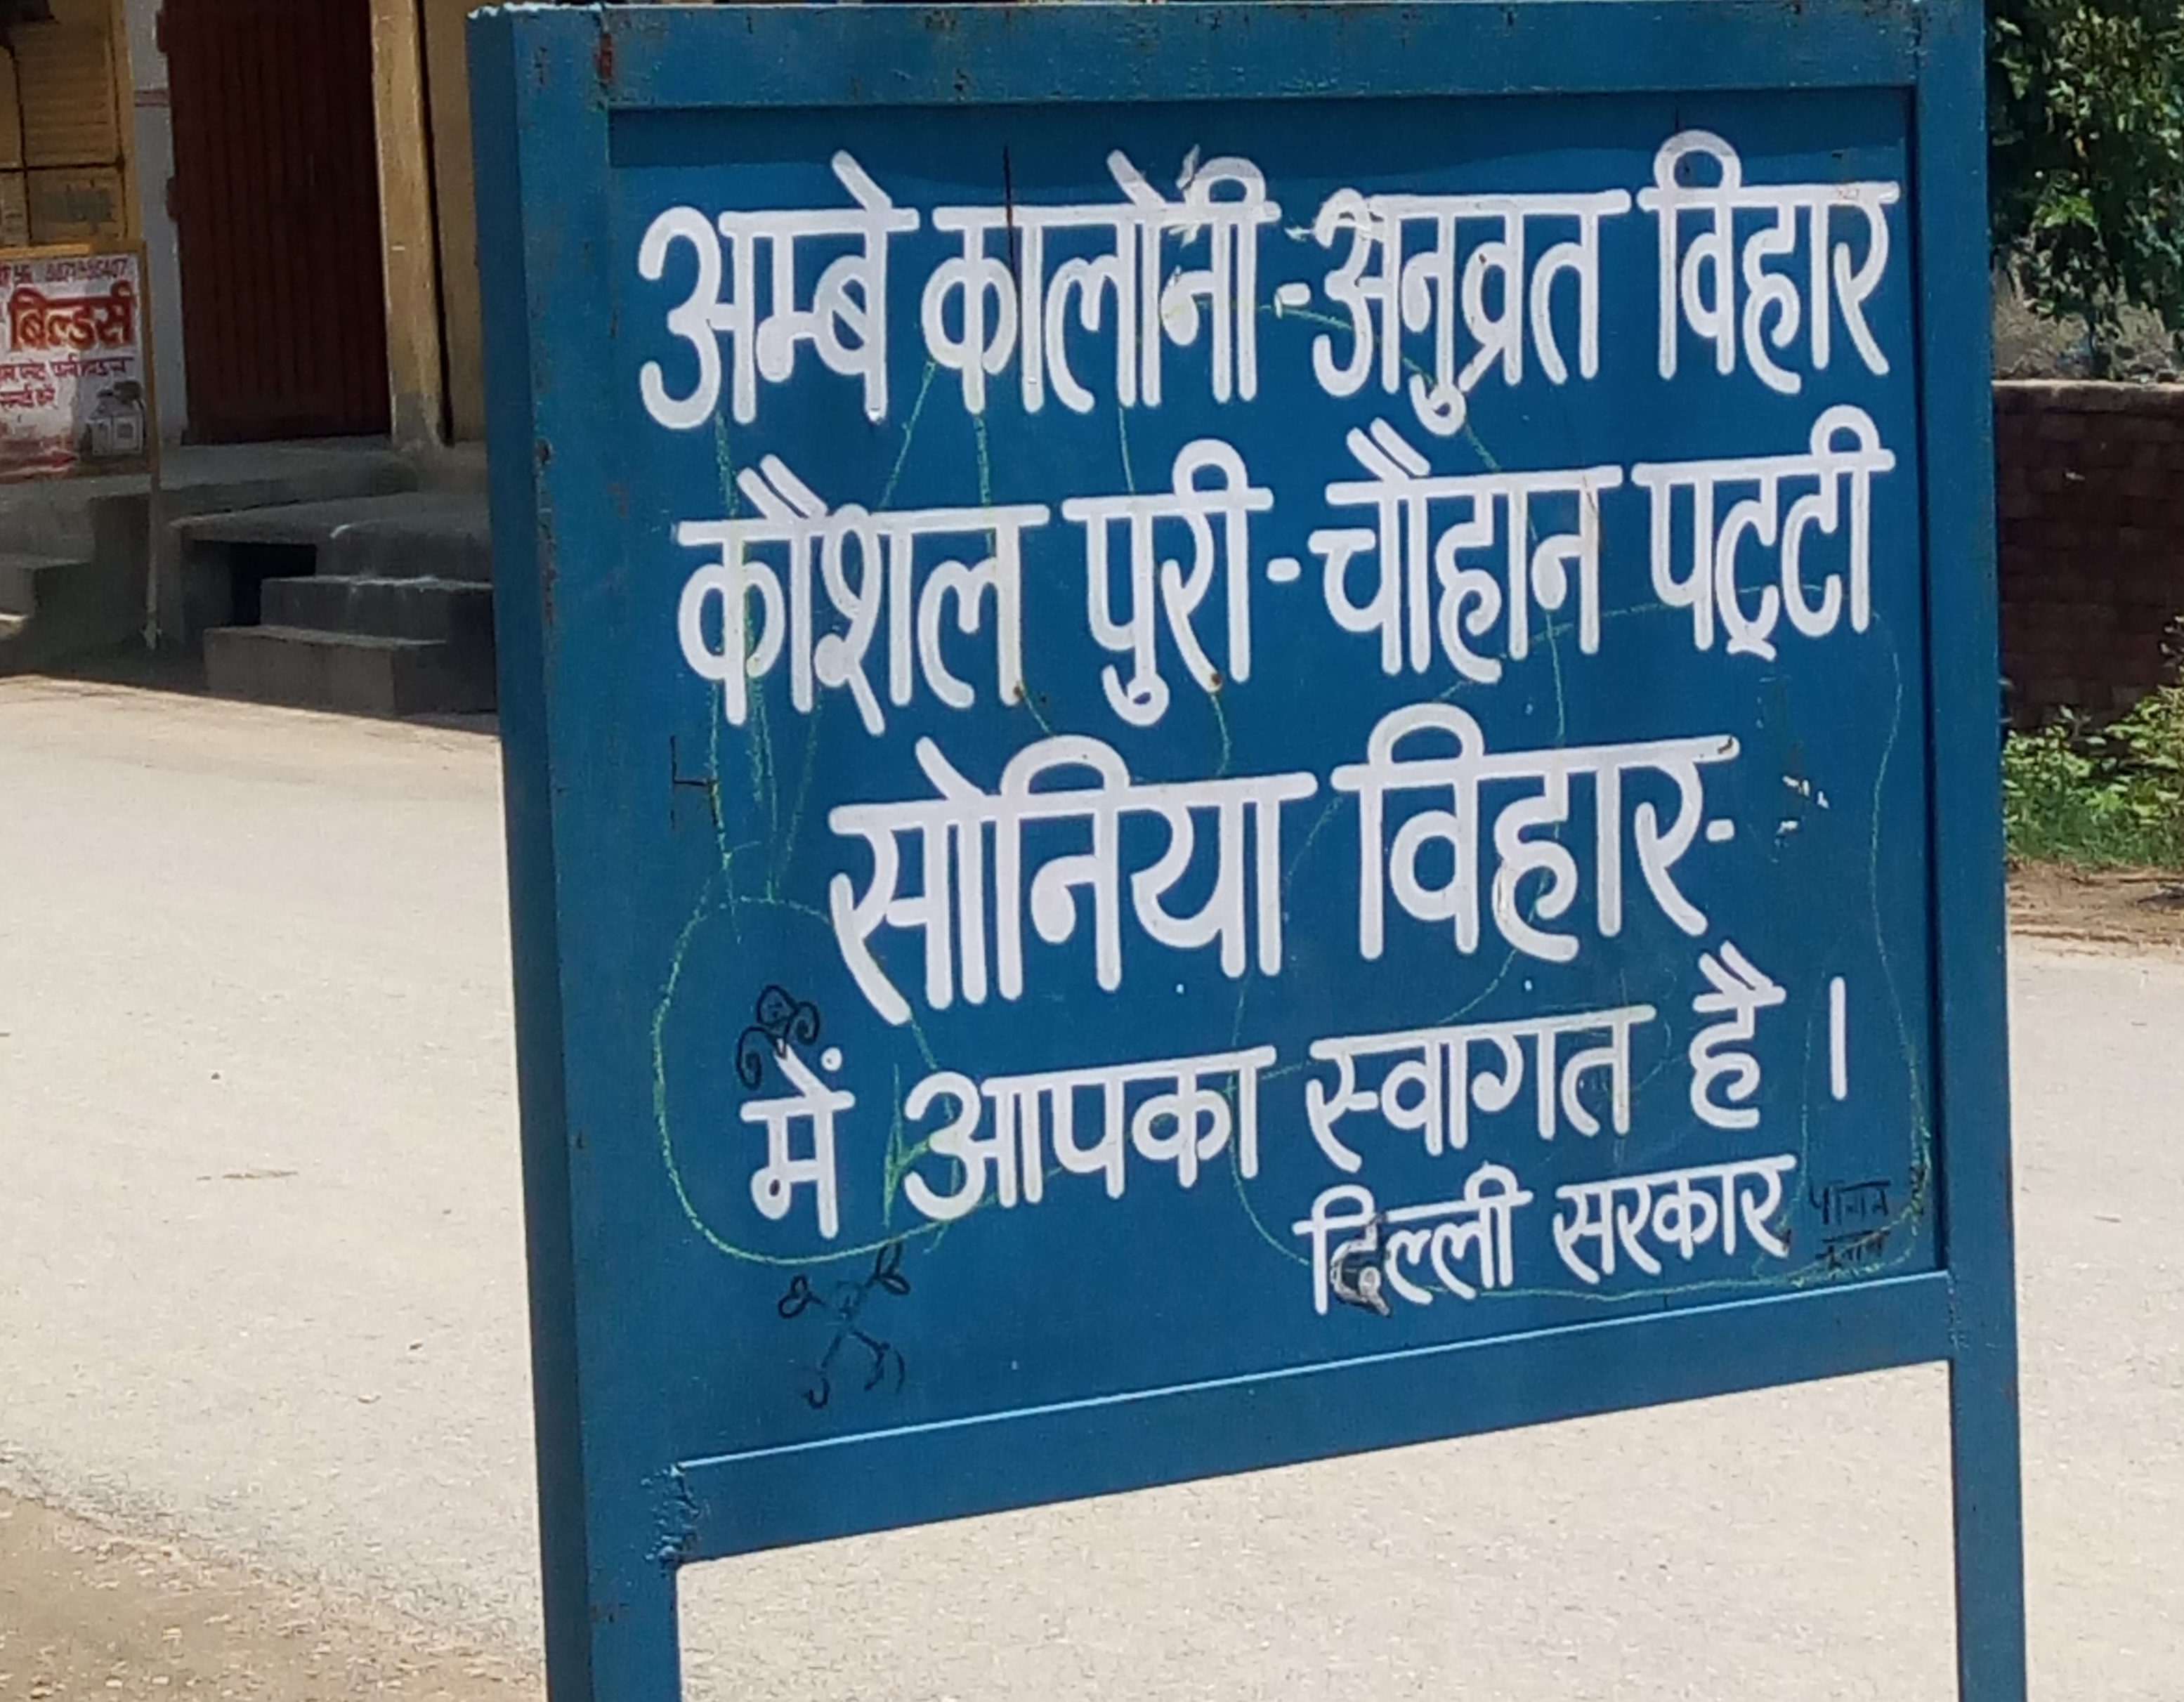 अम्बे कालोनी-अनुव्रत विहार
कौशल पुरी-चौहान पट्टी
सोनिया विहार-
में आपका स्वागत है ।
दिल्ली सरकार
बिल्डर्स